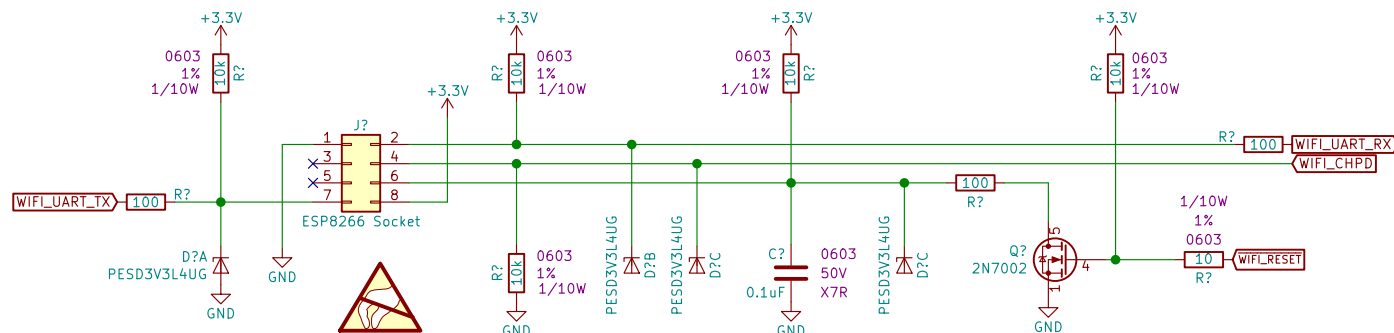 +3.3V
0603
1%
1/10W
10k
R?
+3.3V
R?
10k
0603
1%
1/10W
+3.3V
0603
1%
1/10W
10k
R?
+3.3V
R?
10k
0603
1%
1/10W
+3.3V
J?
1
2
3
4
5
6
7
8
ESP8266 Socket
WIFI_UART_TX
100
R?
D?A
PESD3V3L4UG
GND
GND
10k
R?
0603
1%
1/10W
GND
PESD3V3L4UG
D?B
PESD3V3L4UG
D?C
C?
0.1uF
0603
50V
X7R
GND
PESD3V3L4UG
D?C
100
R?
R?
100
WIFI_UART_RX
WIFI_CHPD
Q?
2N7002
5
4
1
GND
1/10W
1%
0603
10
R?
WIFI_RESET